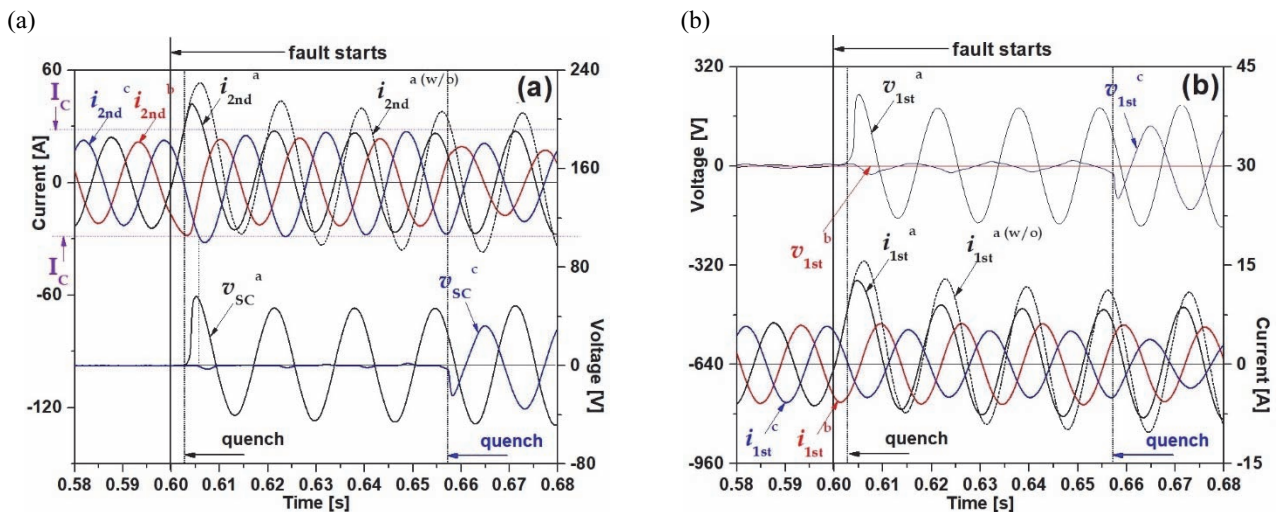 (a)
fault starts
60
240
(a)
I_C
i_2nd^c i_2nd^b
i_2nd^a
i_2nd^a (w/o)
30
Current [A]
0
160
I_C
-60
80
v_SC^a
v_SC^c
0
Voltage [V]
-120
quench
quench
-80
0.58 0.59 0.60 0.61 0.62 0.63 0.64 0.65 0.66 0.67 0.68
Time [s]
(b)
fault starts
320
45
(b)
v_1st^a
v_1st^c
Voltage [V]
0
30
v_1st^b
i_1st^a
i_1st^a (w/o)
-320
15
-640
0
Current [A]
i_1st^c
i_1st^b
quench
quench
-960
-15
0.58 0.59 0.60 0.61 0.62 0.63 0.64 0.65 0.66 0.67 0.68
Time [s]